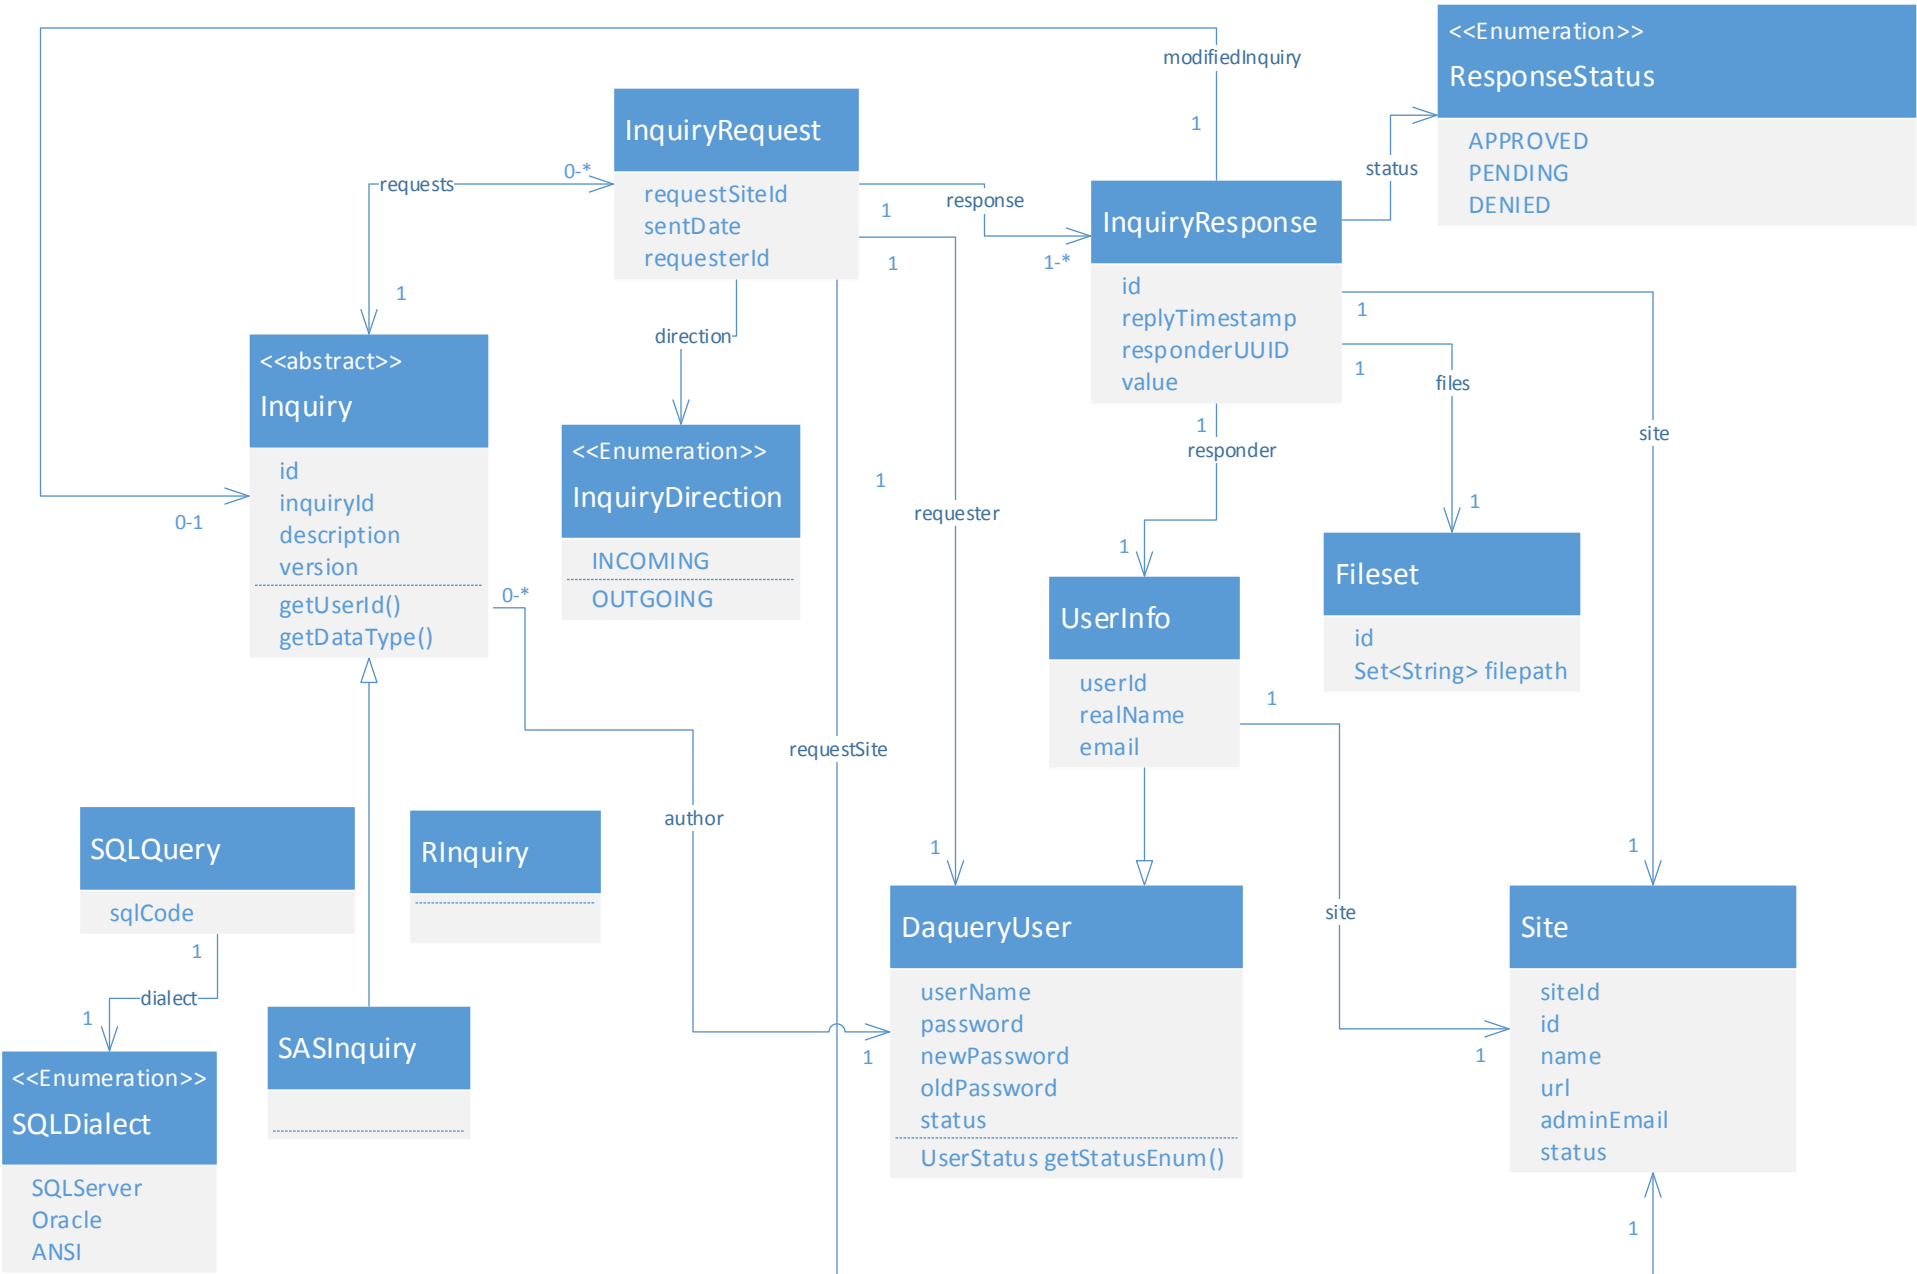 modifiedInquiry
1
<<Enumeration>>
ResponseStatus
APPROVED
PENDING
DENIED
status
InquiryRequest
requestSiteId
sentDate
requesterId
0-*
requests
1
1
response
1-*
1
InquiryResponse
id
replyTimestamp
responderUUID
value
1
1
files
1
site
1
1
responder
1
direction
<<abstract>>
Inquiry
id
inquiryId
description
version
getUserId()
getDataType()
0-1
0-*
<<Enumeration>>
InquiryDirection
INCOMING
OUTGOING
1
requester
1
Fileset
id
Set<String> filepath
UserInfo
userId
realName
email
1
site
1
requestSite
author
1
SQLQuery
sqlCode
1
dialect
1
RInquiry
SASInquiry
<<Enumeration>>
SQLDialect
SQLServer
Oracle
ANSI
DaqueryUser
userName
password
newPassword
oldPassword
status
UserStatus getStatusEnum()
Site
siteId
id
name
url
adminEmail
status
1